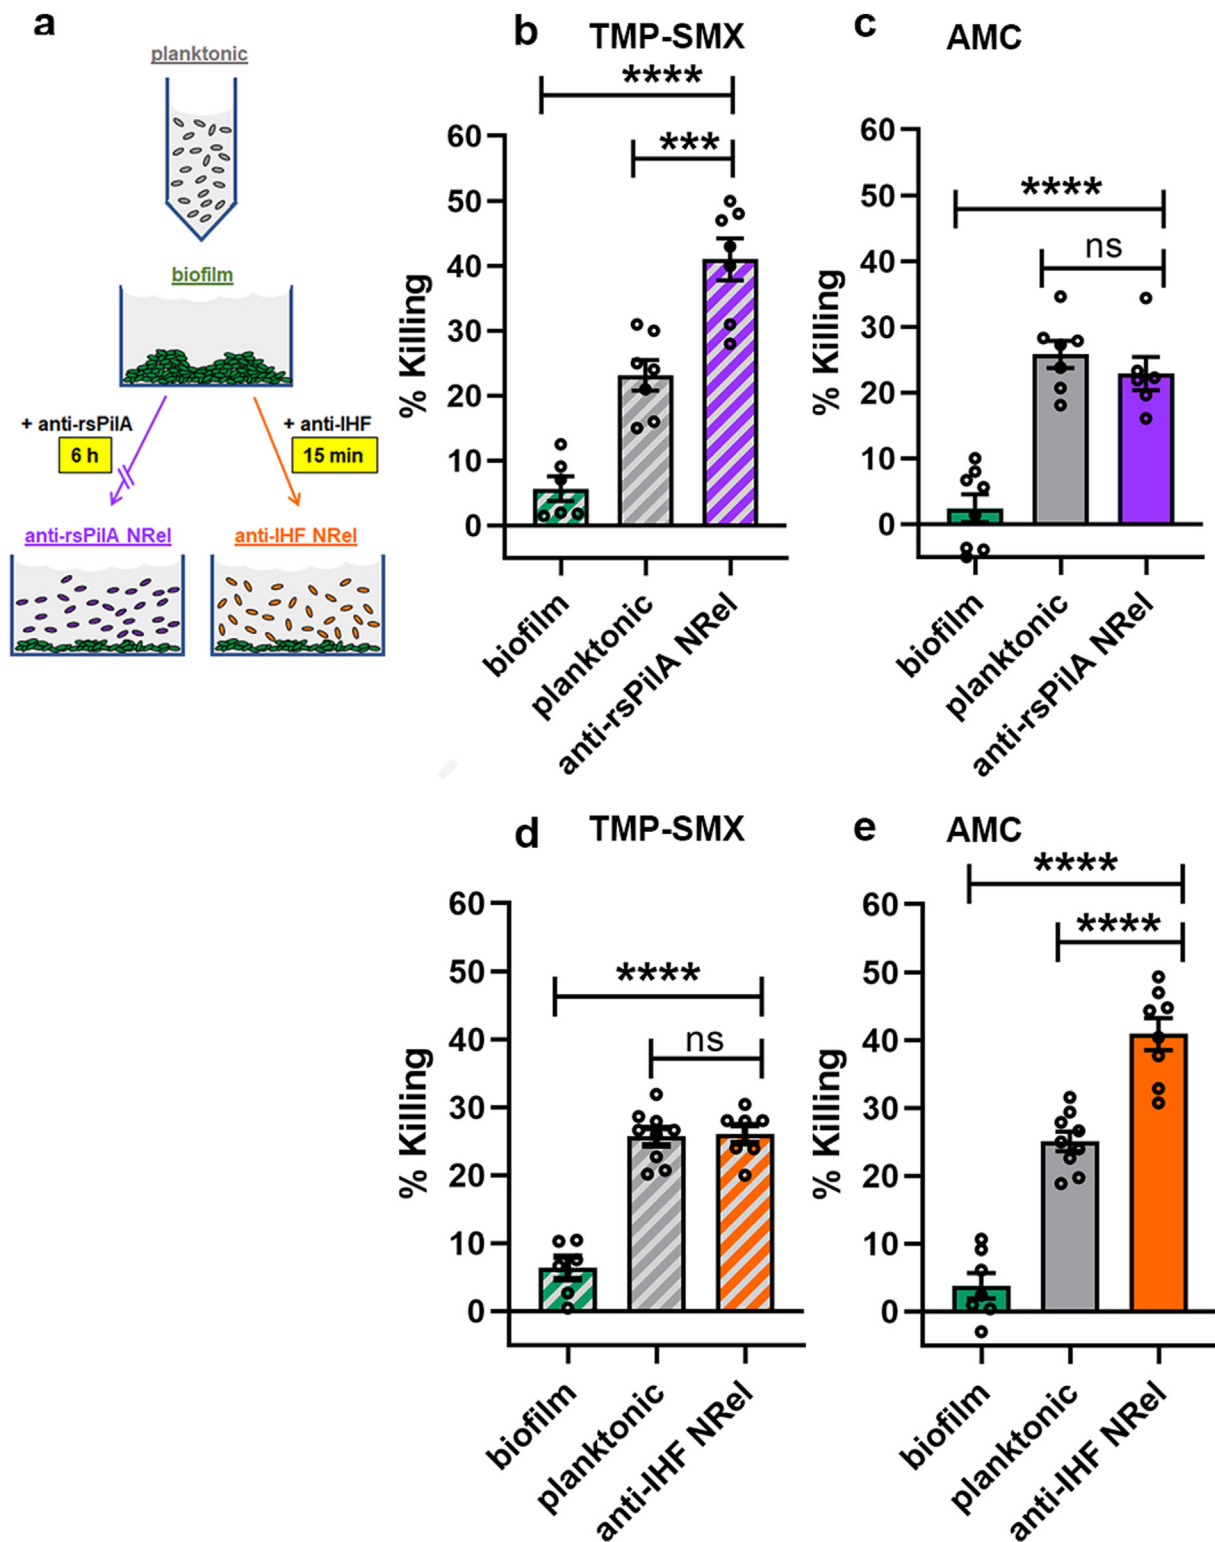 a
planktonic
biofilm
+ anti-rsPilA
6 h
+ anti-IHF
15 min
anti-rsPilA NRel
anti-IHF NRel
b
TMP-SMX
****
***
% Killing
60
50
40
30
20
10
0
biofilm
planktonic
anti-rsPilA NRel
c
AMC
****
ns
% Killing
60
50
40
30
20
10
0
biofilm
planktonic
anti-rsPilA NRel
d
TMP-SMX
****
ns
% Killing
60
50
40
30
20
10
0
biofilm
planktonic
anti-IHF NRel
e
AMC
****
****
% Killing
60
50
40
30
20
10
0
biofilm
planktonic
anti-IHF NRel